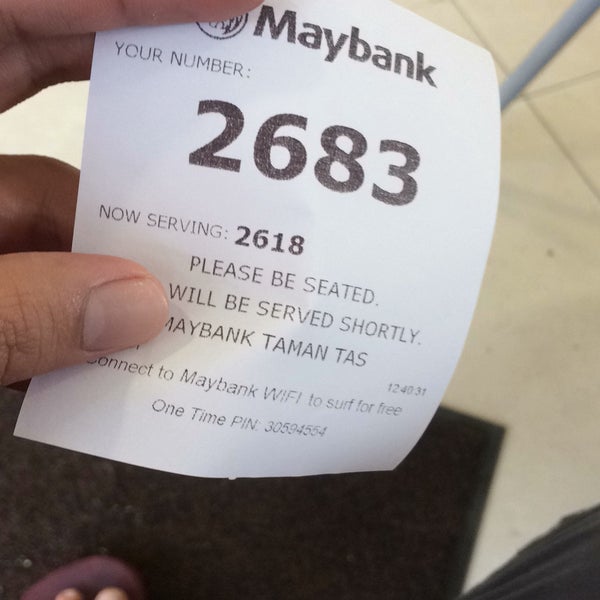 Maybank
YOUR NUMBER:
2683
NOW SERVING: 2618
PLEASE BE SEATED.
WILL BE SERVED SHORTLY.
MAYBANK TAMAN TAS
12:40:31
Connect to Maybank WIFI to surf for free
One Time PIN: 30594554